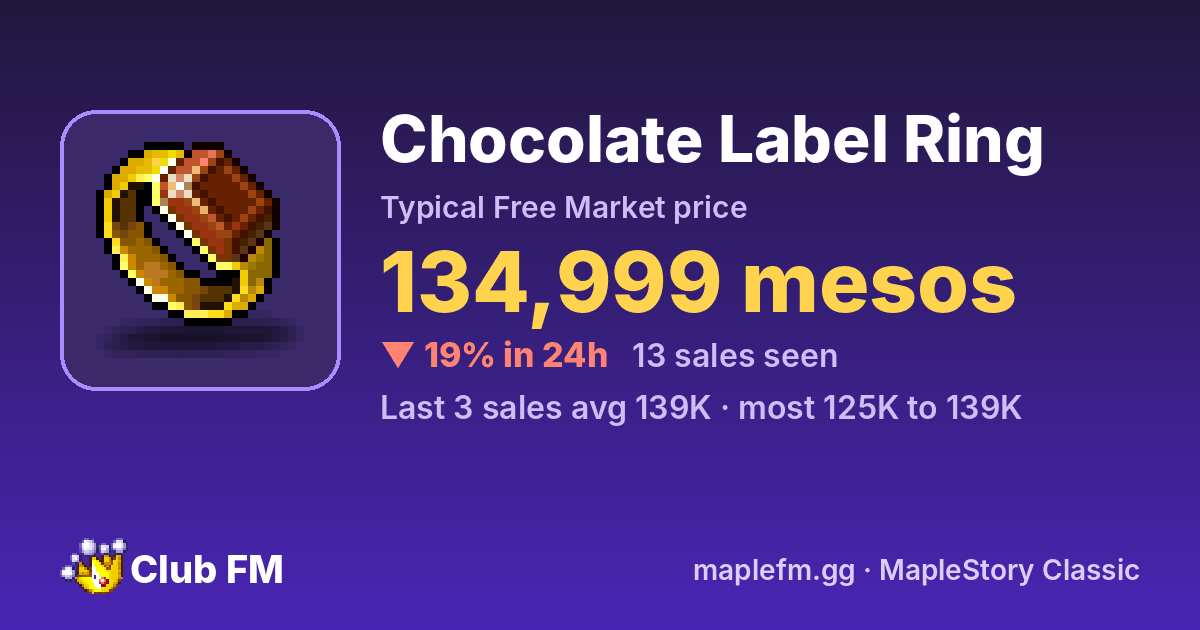 Chocolate Label Ring
Typical Free Market price
134,999 mesos
▼ 19% in 24h 13 sales seen
Last 3 sales avg 139K · most 125K to 139K
Club FM
maplefm.gg · MapleStory Classic